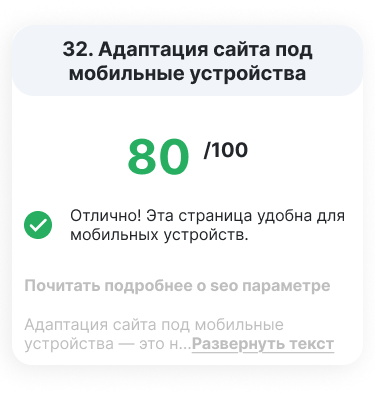 32. Адаптация сайта под
мобильные устройства
80 /100
Отлично! Эта страница удобна для
мобильных устройств.
Почитать подробнее о seo параметре
Адаптация сайта под мобильные
устройства — это н...Развернуть текст